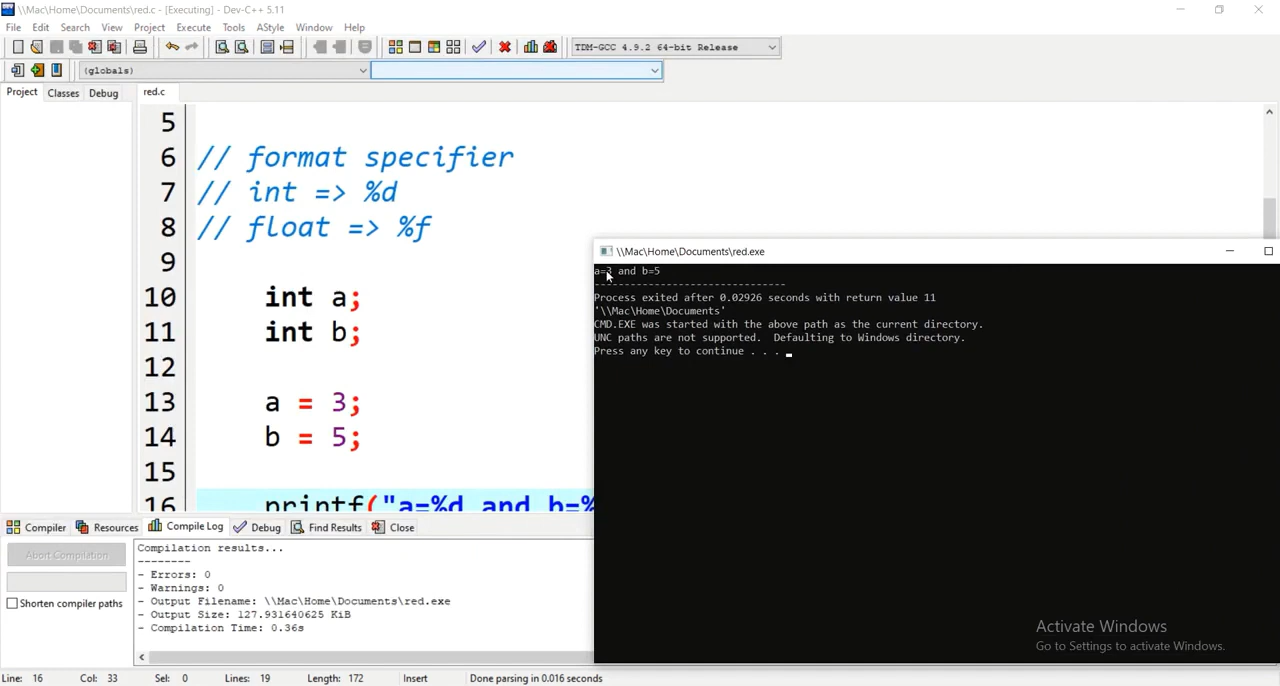 \\Mac\Home\Documents\red.c - [Executing] - Dev-C++ 5.11
File Edit Search View Project Execute Tools AStyle Window Help
TDM-GCC 4.9.2 64-bit Release
(globals)
Project Classes Debug
red.c
5
6 // format specifier
7 // int => %d
8 // float => %f
9
10 int a;
11 int b;
12
13 a = 3;
14 b = 5;
15
16 printf("a=%d and b=%
\\Mac\Home\Documents\red.exe
a=3 and b=5
--------------------------------
Process exited after 0.02926 seconds with return value 11
'\\Mac\Home\Documents'
CMD.EXE was started with the above path as the current directory.
UNC paths are not supported.  Defaulting to Windows directory.
Press any key to continue . . .
Activate Windows
Go to Settings to activate Windows.
Compiler Resources Compile Log Debug Find Results Close
Abort Compilation
Shorten compiler paths
Compilation results...
--------
- Errors: 0
- Warnings: 0
- Output Filename: \\Mac\Home\Documents\red.exe
- Output Size: 127.931640625 KiB
- Compilation Time: 0.36s
Line: 16 Col: 33 Sel: 0 Lines: 19 Length: 172 Insert Done parsing in 0.016 seconds